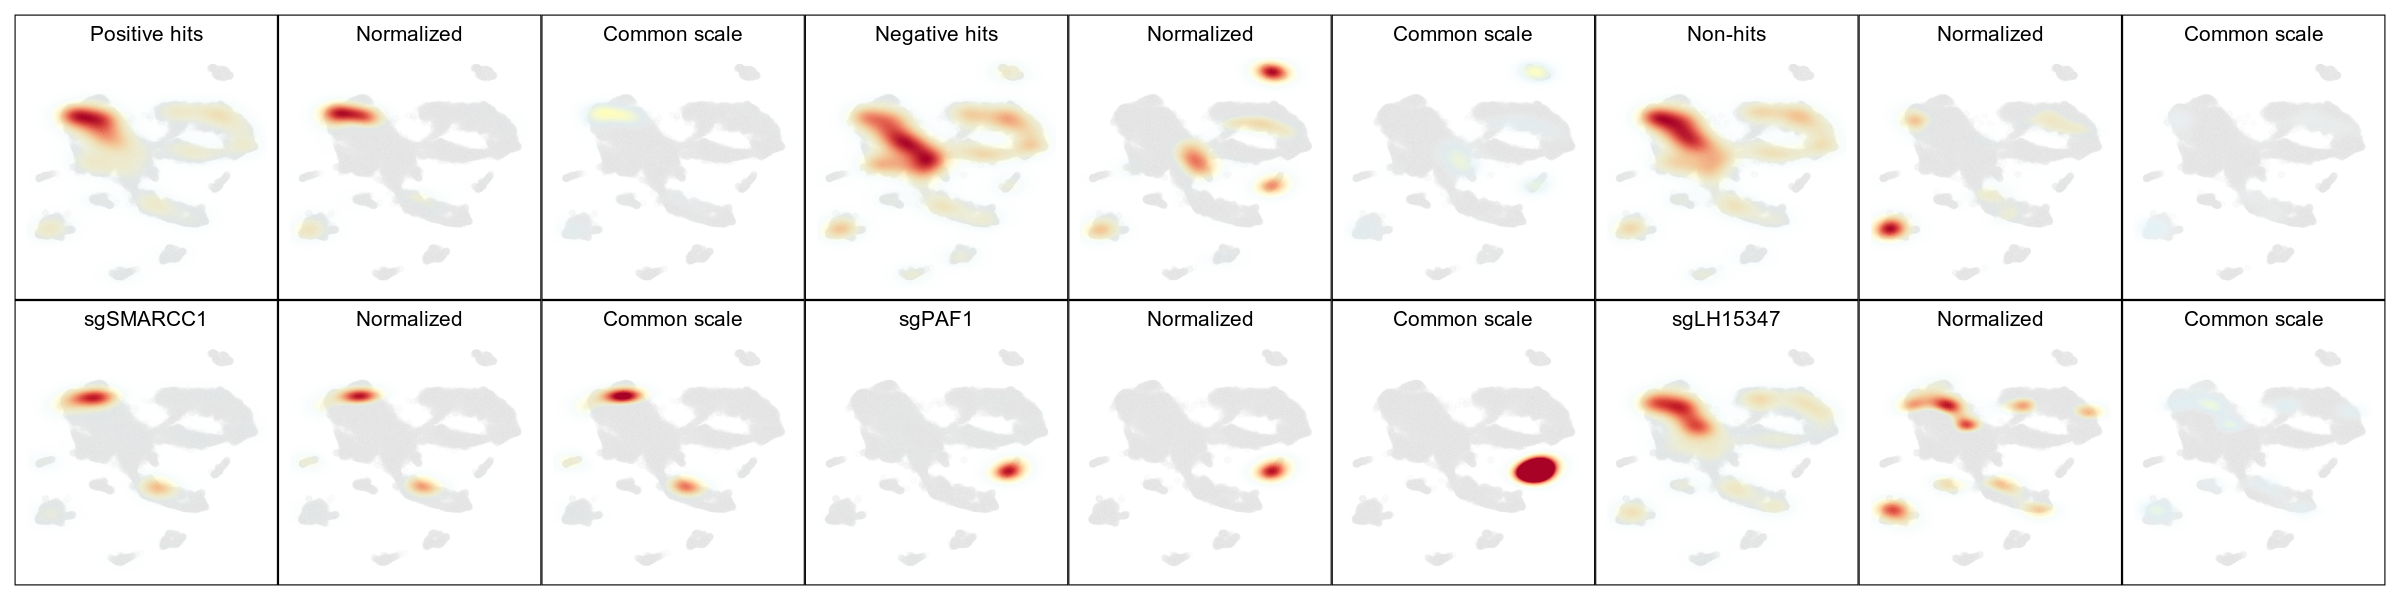 Positive hits
Normalized
Common scale
Negative hits
Normalized
Common scale
Non-hits
Normalized
Common scale
sgSMARCC1
Normalized
Common scale
sgPAF1
Normalized
Common scale
sgLH15347
Normalized
Common scale